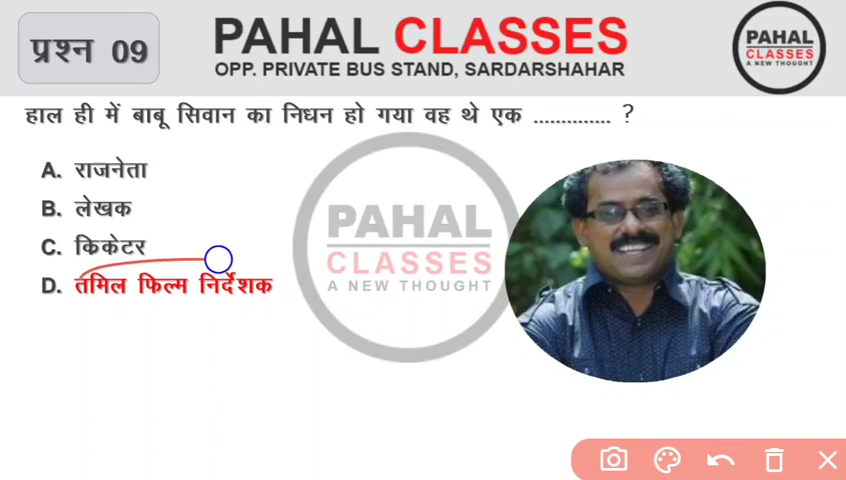 प्रश्न 09
PAHAL CLASSES
OPP. PRIVATE BUS STAND, SARDARSHAHAR
PAHAL
CLASSES
A NEW THOUGHT
हाल ही में बाबू सिवान का निधन हो गया वह थे एक .............. ?
A. राजनेता
B. लेखक
C. क्रिकेटर
D. तमिल फिल्म निर्देशक
PAHAL
CLASSES
A NEW THOUGHT